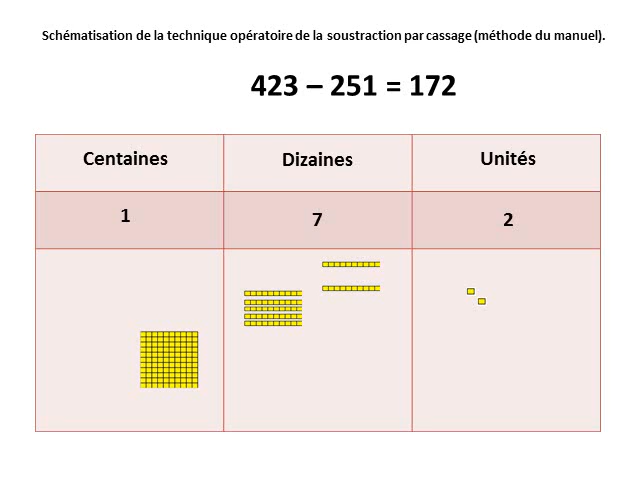 Schématisation de la technique opératoire de la soustraction par cassage (méthode du manuel).
423 – 251 = 172
Centaines Dizaines Unités
1 7 2